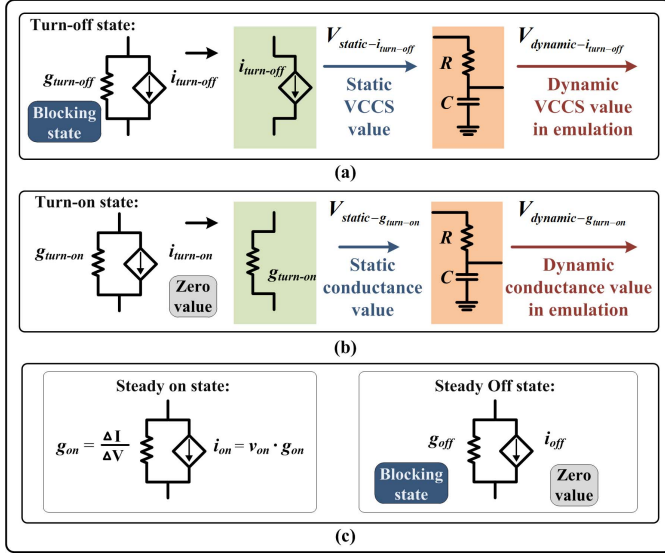 Turn-off state:
g_turn-off
i_turn-off
Blocking
state
i_turn-off
V_static-i_turn-off
Static
VCCS
value
R
C
V_dynamic-i_turn-off
Dynamic
VCCS value
in emulation
(a)
Turn-on state:
g_turn-on
i_turn-on
Zero
value
g_turn-on
V_static-g_turn-on
Static
conductance
value
R
C
V_dynamic-g_turn-on
Dynamic
conductance value
in emulation
(b)
Steady on state:
g_on = ΔI / ΔV
i_on = v_on · g_on
Steady Off state:
g_off
i_off
Blocking
state
Zero
value
(c)